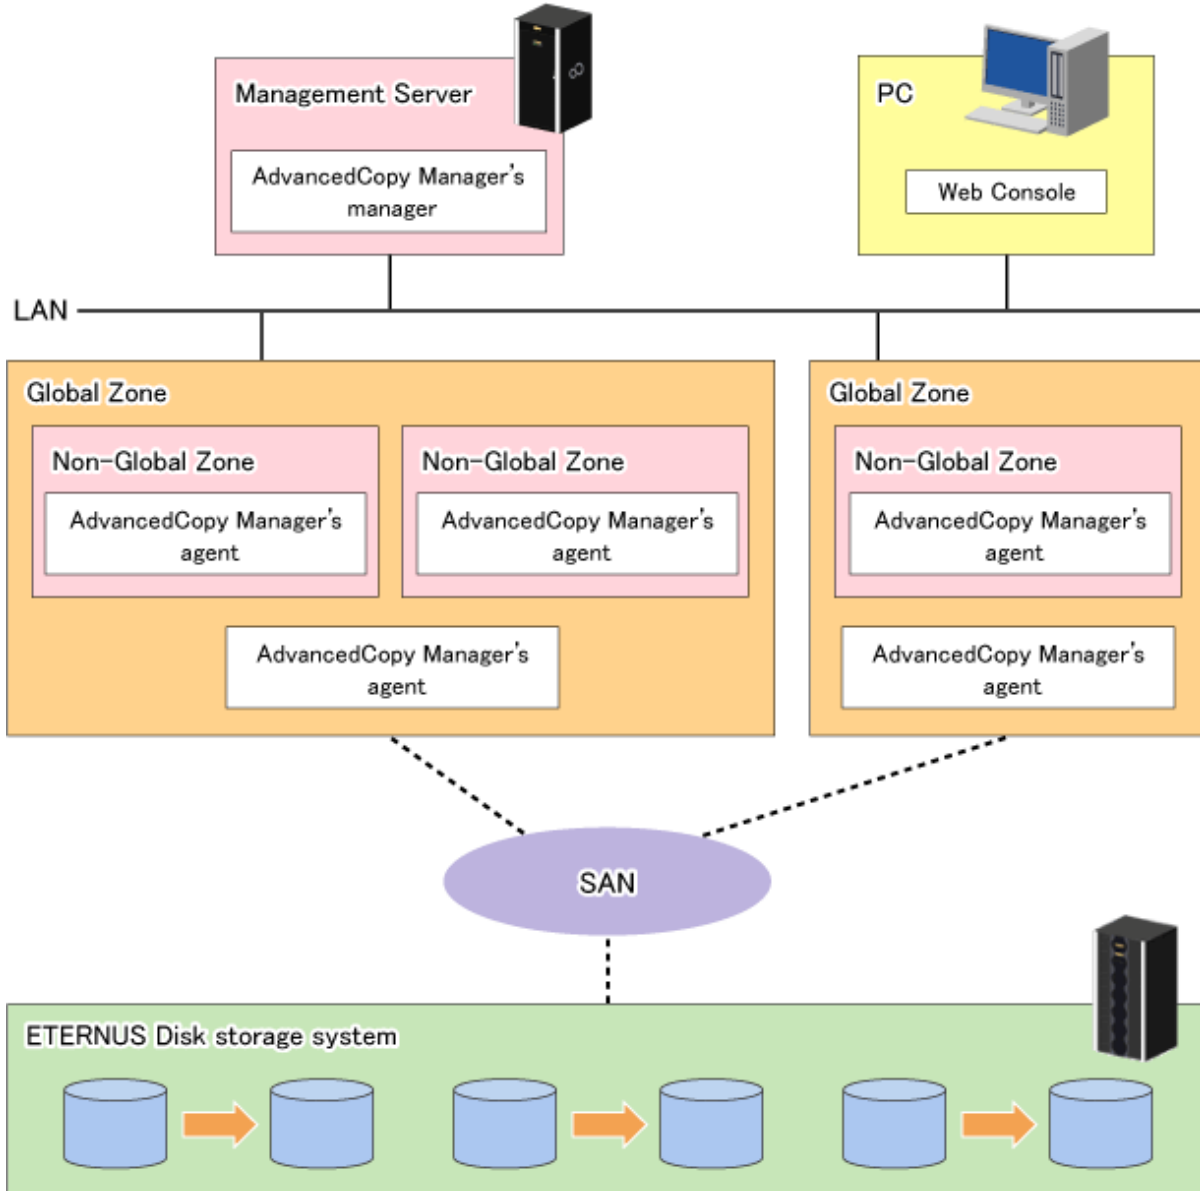 Management Server
AdvancedCopy Manager's
manager
PC
Web Console
LAN
Global Zone
Non-Global Zone
AdvancedCopy Manager's
agent
Non-Global Zone
AdvancedCopy Manager's
agent
AdvancedCopy Manager's
agent
Global Zone
Non-Global Zone
AdvancedCopy Manager's
agent
AdvancedCopy Manager's
agent
SAN
ETERNUS Disk storage system